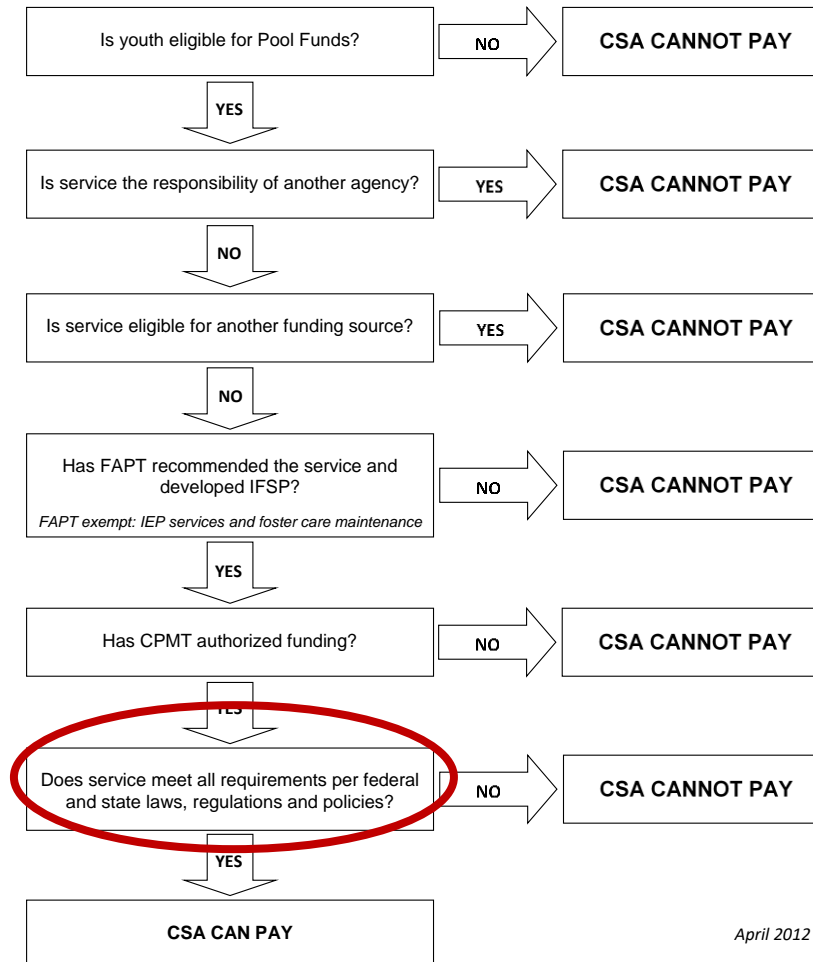 Is youth eligible for Pool Funds?
NO
CSA CANNOT PAY
YES
Is service the responsibility of another agency?
YES
CSA CANNOT PAY
NO
Is service eligible for another funding source?
YES
CSA CANNOT PAY
NO
Has FAPT recommended the service and
developed IFSP?
FAPT exempt: IEP services and foster care maintenance
NO
CSA CANNOT PAY
YES
Has CPMT authorized funding?
NO
CSA CANNOT PAY
YES
Does service meet all requirements per federal
and state laws, regulations and policies?
NO
CSA CANNOT PAY
YES
CSA CAN PAY
April 2012